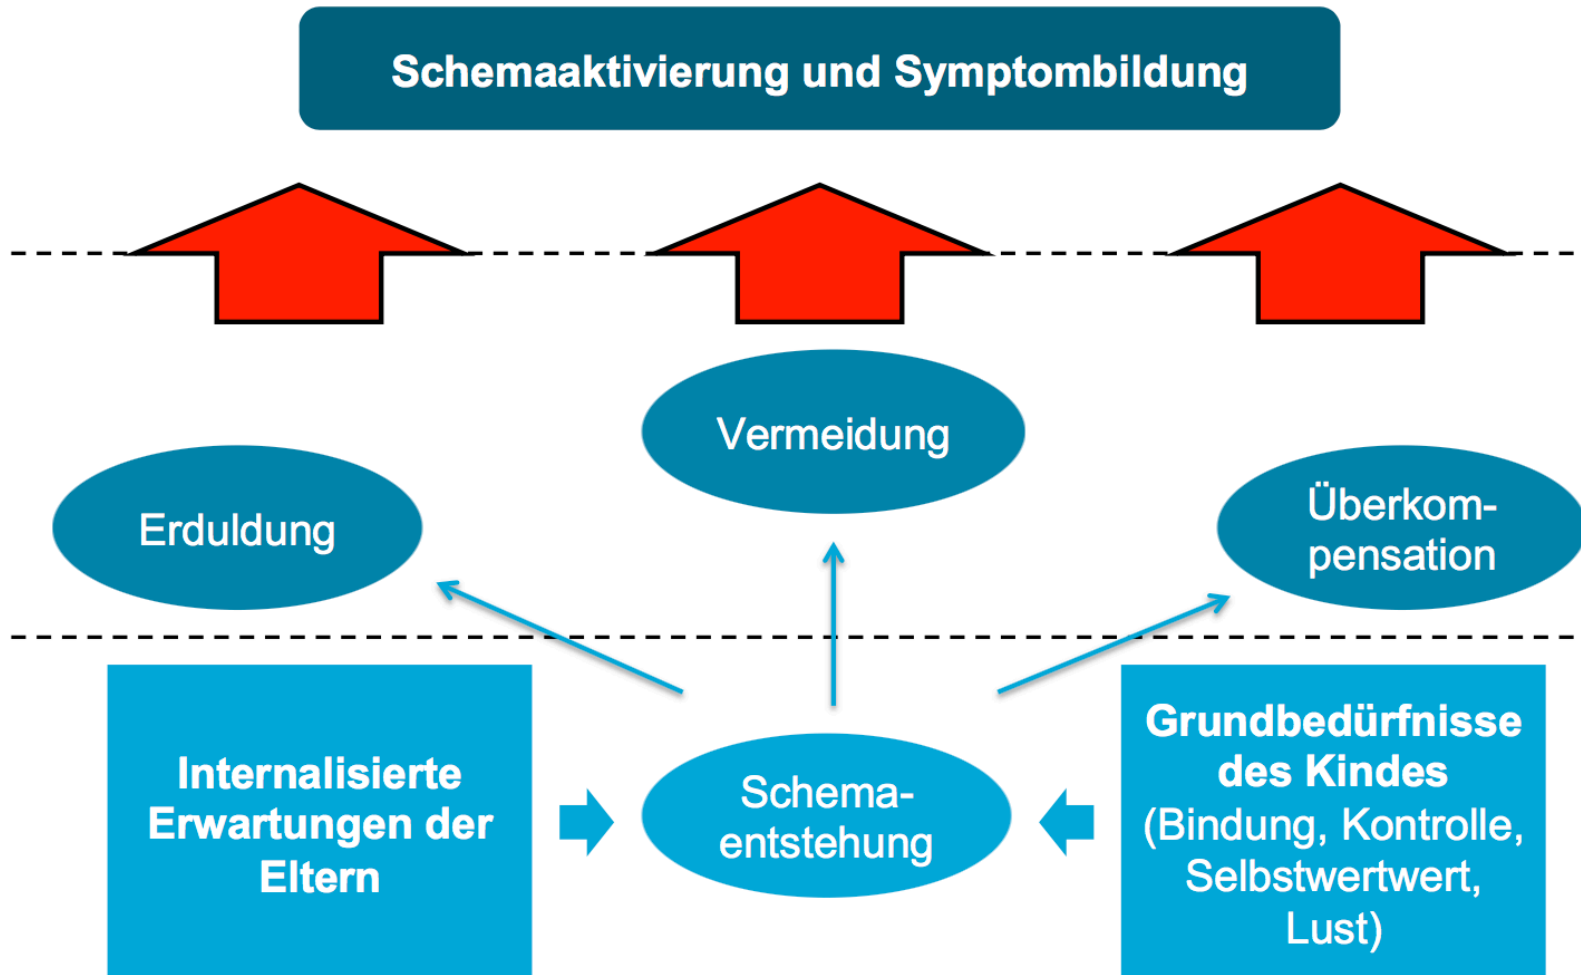 Schemaaktivierung und Symptombildung
Vermeidung
Erduldung
Überkom-
pensation
Internalisierte
Erwartungen der
Eltern
Schema-
entstehung
Grundbedürfnisse
des Kindes
(Bindung, Kontrolle,
Selbstwertwert,
Lust)